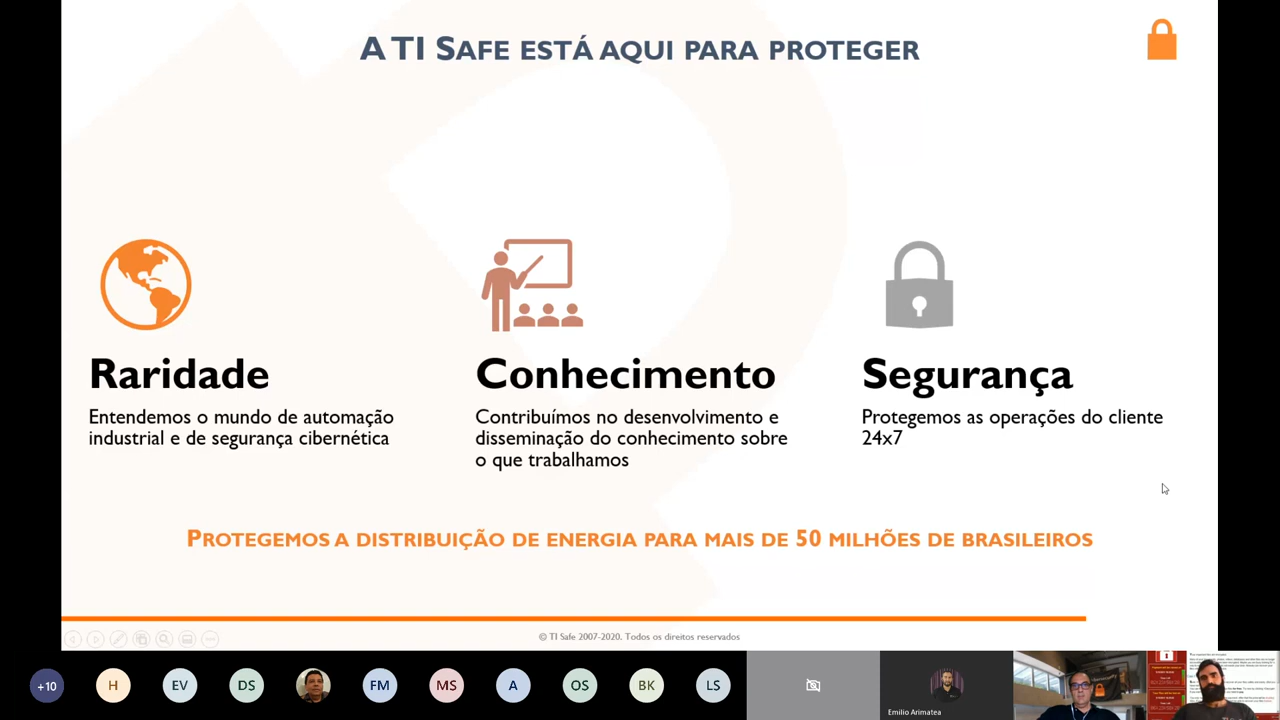 A TI SAFE ESTÁ AQUI PARA PROTEGER
Raridade
Entendemos o mundo de automação
industrial e de segurança cibernética
Conhecimento
Contribuímos no desenvolvimento e
disseminação do conhecimento sobre
o que trabalhamos
Segurança
Protegemos as operações do cliente
24x7
PROTEGEMOS A DISTRIBUIÇÃO DE ENERGIA PARA MAIS DE 50 MILHÕES DE BRASILEIROS
© TI Safe 2007-2020. Todos os direitos reservados
+10
H
EV
DS
FM
MS
A
OS
BK
LS
Emilio Arimatea